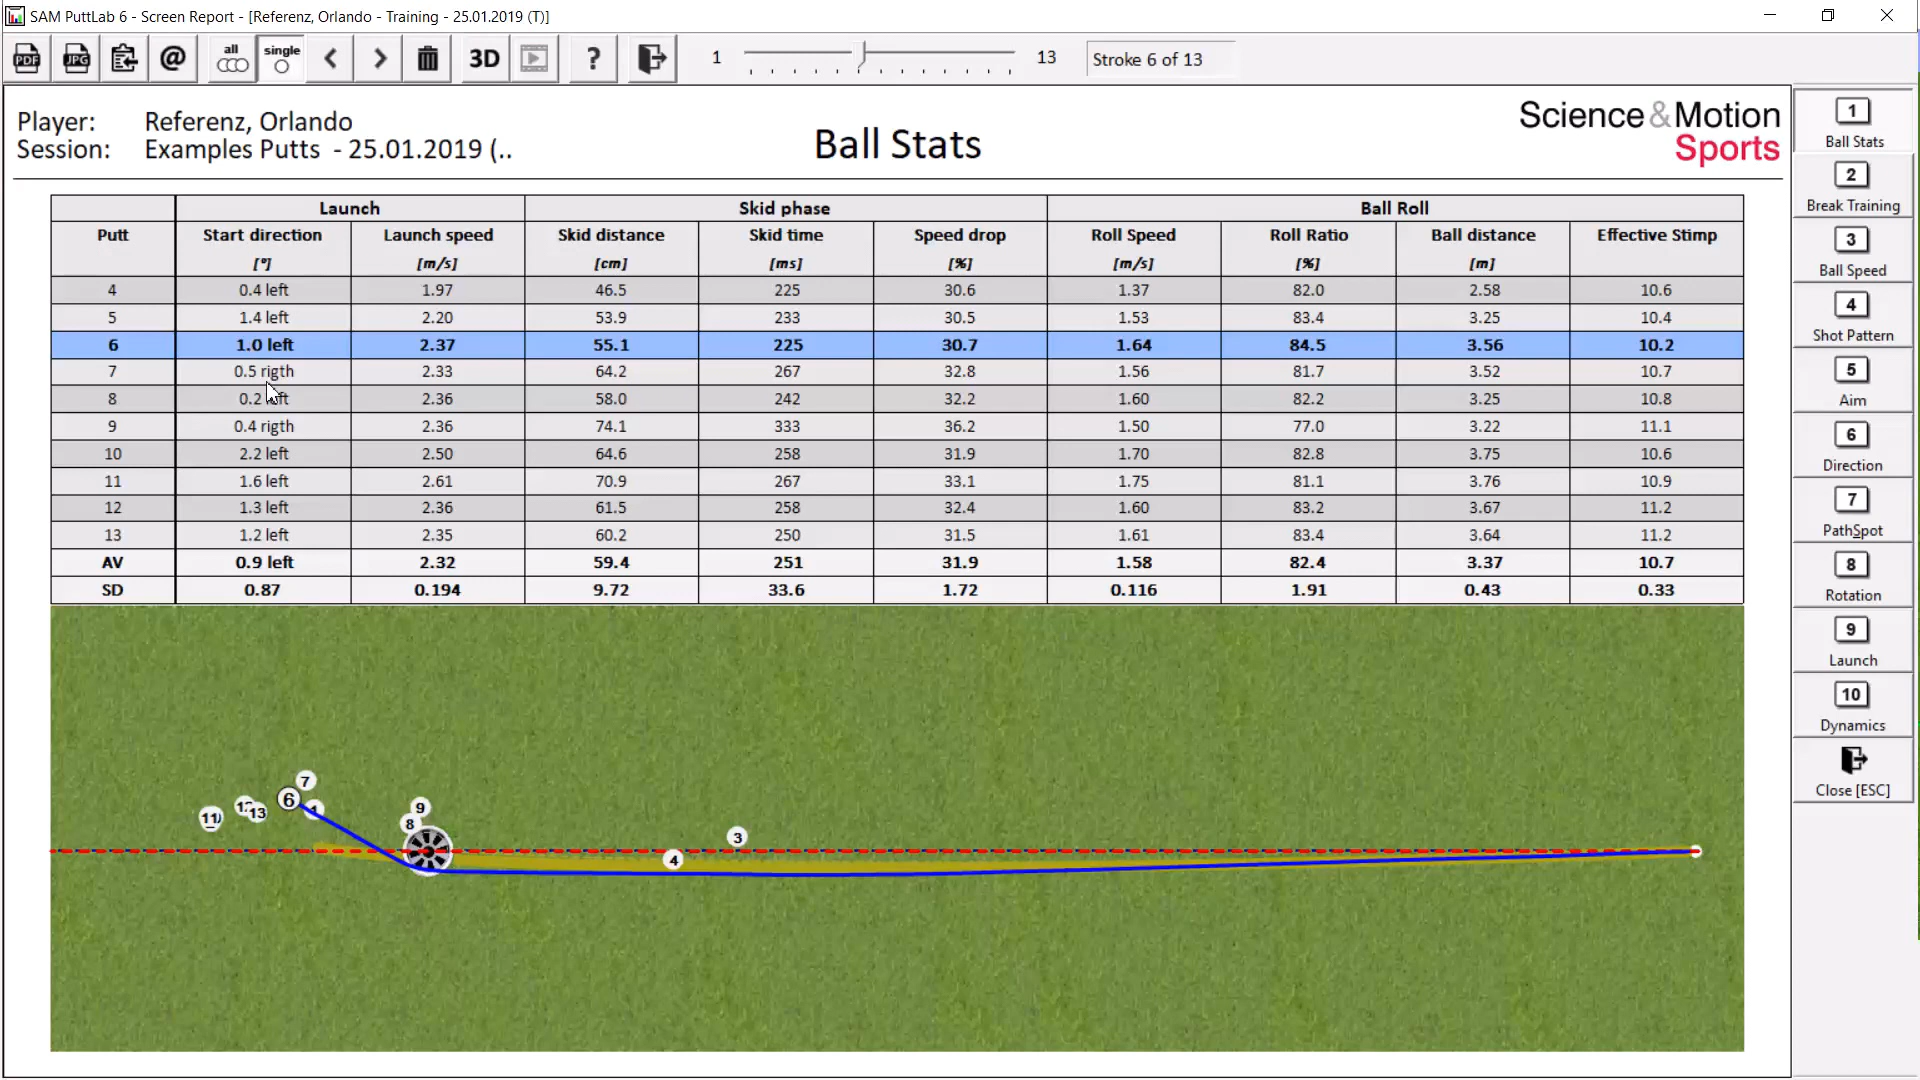 SAM PuttLab 6 - Screen Report - [Referenz, Orlando - Training - 25.01.2019 (T)]
PDF JPG @ all single < > 3D ? 1 13 Stroke 6 of 13
Player: Referenz, Orlando
Session: Examples Putts - 25.01.2019 (..
Ball Stats
Science&Motion
Sports
Launch Skid phase Ball Roll
Putt Start direction Launch speed Skid distance Skid time Speed drop Roll Speed Roll Ratio Ball distance Effective Stimp
[°] [m/s] [cm] [ms] [%] [m/s] [%] [m]
4 0.4 left 1.97 46.5 225 30.6 1.37 82.0 2.58 10.6
5 1.4 left 2.20 53.9 233 30.5 1.53 83.4 3.25 10.4
6 1.0 left 2.37 55.1 225 30.7 1.64 84.5 3.56 10.2
7 0.5 rigth 2.33 64.2 267 32.8 1.56 81.7 3.52 10.7
8 0.2 left 2.36 58.0 242 32.2 1.60 82.2 3.25 10.8
9 0.4 rigth 2.36 74.1 333 36.2 1.50 77.0 3.22 11.1
10 2.2 left 2.50 64.6 258 31.9 1.70 82.8 3.75 10.6
11 1.6 left 2.61 70.9 267 33.1 1.75 81.1 3.76 10.9
12 1.3 left 2.36 61.5 258 32.4 1.60 83.2 3.67 11.2
13 1.2 left 2.35 60.2 250 31.5 1.61 83.4 3.64 11.2
AV 0.9 left 2.32 59.4 251 31.9 1.58 82.4 3.37 10.7
SD 0.87 0.194 9.72 33.6 1.72 0.116 1.91 0.43 0.33
7
6
9
13
11
8
3
4
1
Ball Stats
2
Break Training
3
Ball Speed
4
Shot Pattern
5
Aim
6
Direction
7
PathSpot
8
Rotation
9
Launch
10
Dynamics
Close [ESC]